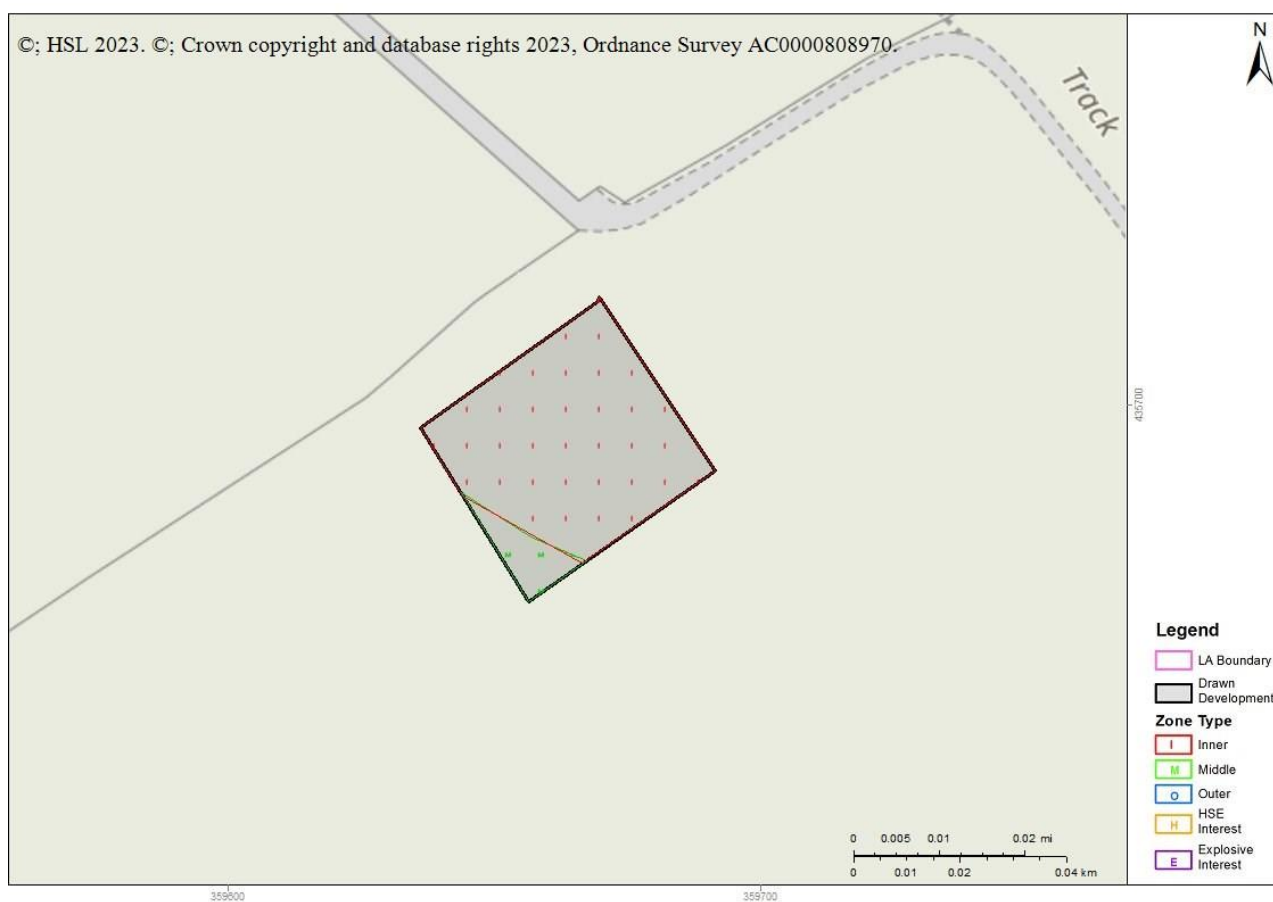 ©; HSL 2023. ©; Crown copyright and database rights 2023, Ordnance Survey AC0000808970.
N
Track
435700
Legend
LA Boundary
Drawn
Development
Zone Type
I Inner
M Middle
O Outer
HSE
H Interest
Explosive
E Interest
0 0.005 0.01 0.02 mi
0 0.01 0.02 0.04 km
I I
I I I I I
I I I I I I I
I I I I I I I I
I I I I I I I I
I I I I
M M
M
359600 359700